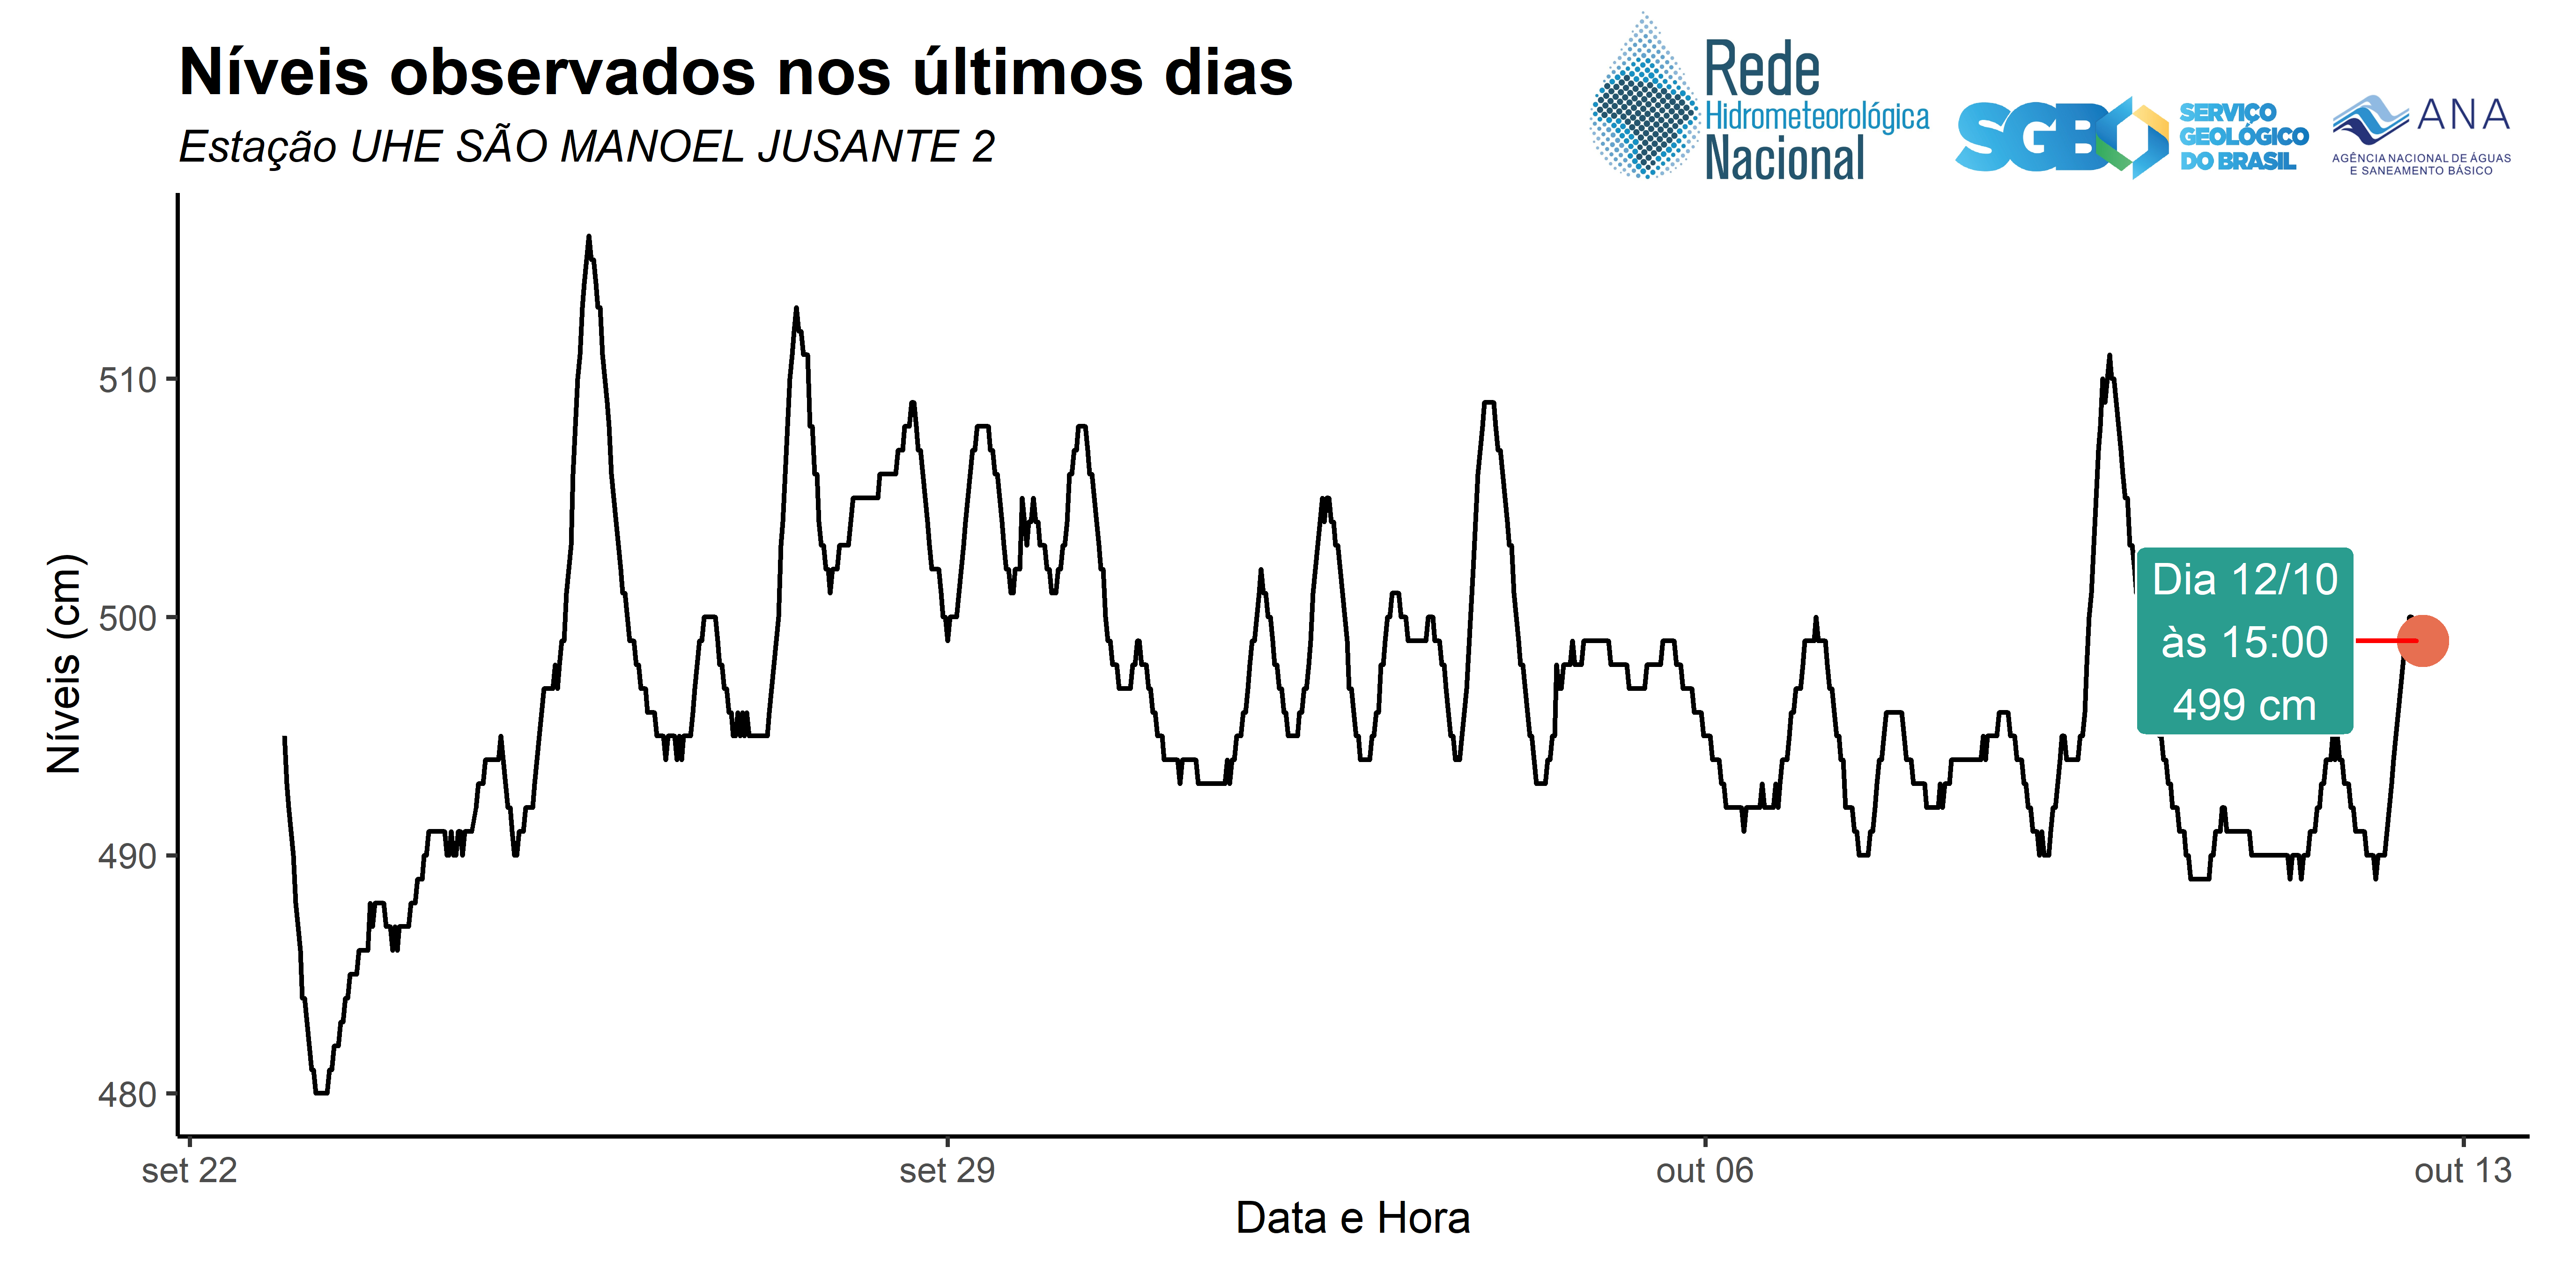 Níveis observados nos últimos dias
Estação UHE SÃO MANOEL JUSANTE 2
Rede
Hidrometeorológica
Nacional
SGB
SERVIÇO
GEOLÓGICO
DO BRASIL
ANA
AGÊNCIA NACIONAL DE ÁGUAS
E SANEAMENTO BÁSICO
Níveis (cm)
510
500
490
480
Dia 12/10
às 15:00
499 cm
set 22
set 29
out 06
out 13
Data e Hora